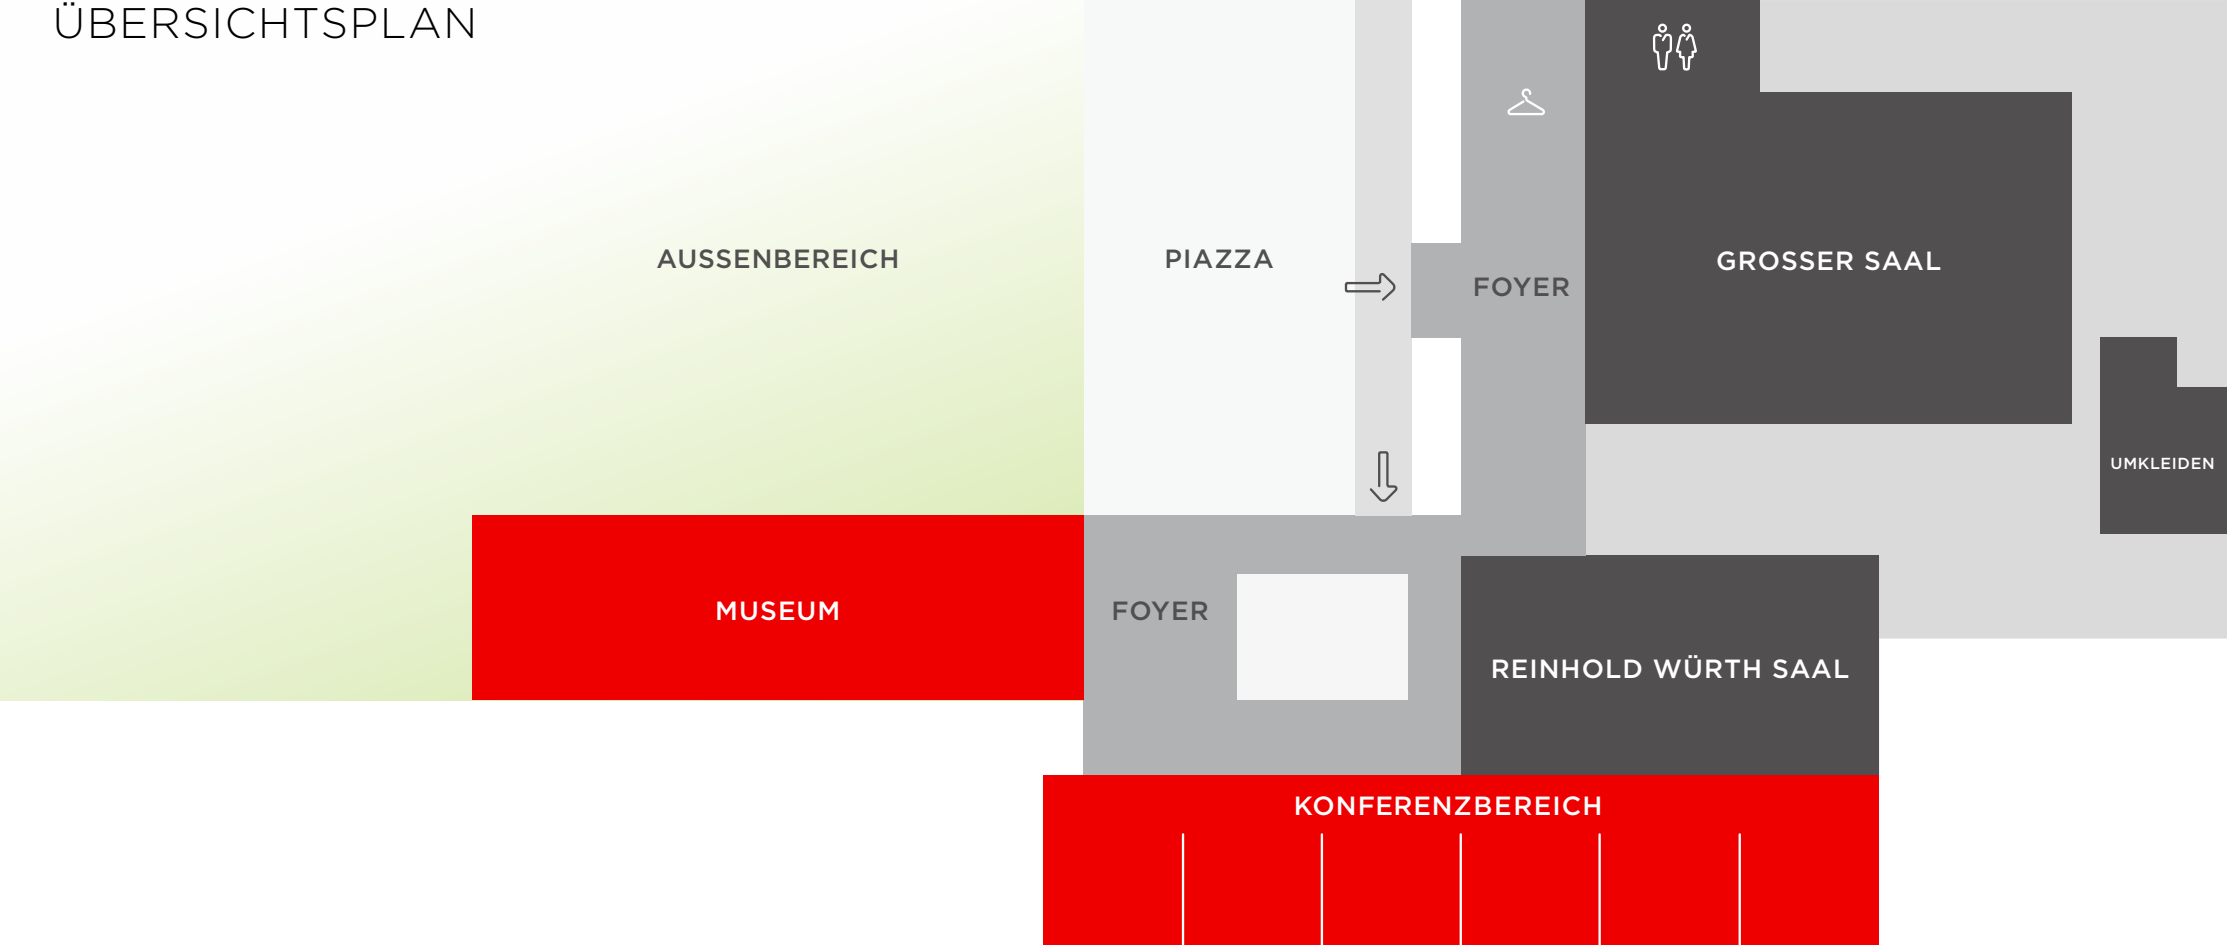 ÜBERSICHTSPLAN
AUSSENBEREICH
PIAZZA
FOYER
GROSSER SAAL
UMKLEIDEN
MUSEUM
FOYER
REINHOLD WÜRTH SAAL
KONFERENZBEREICH